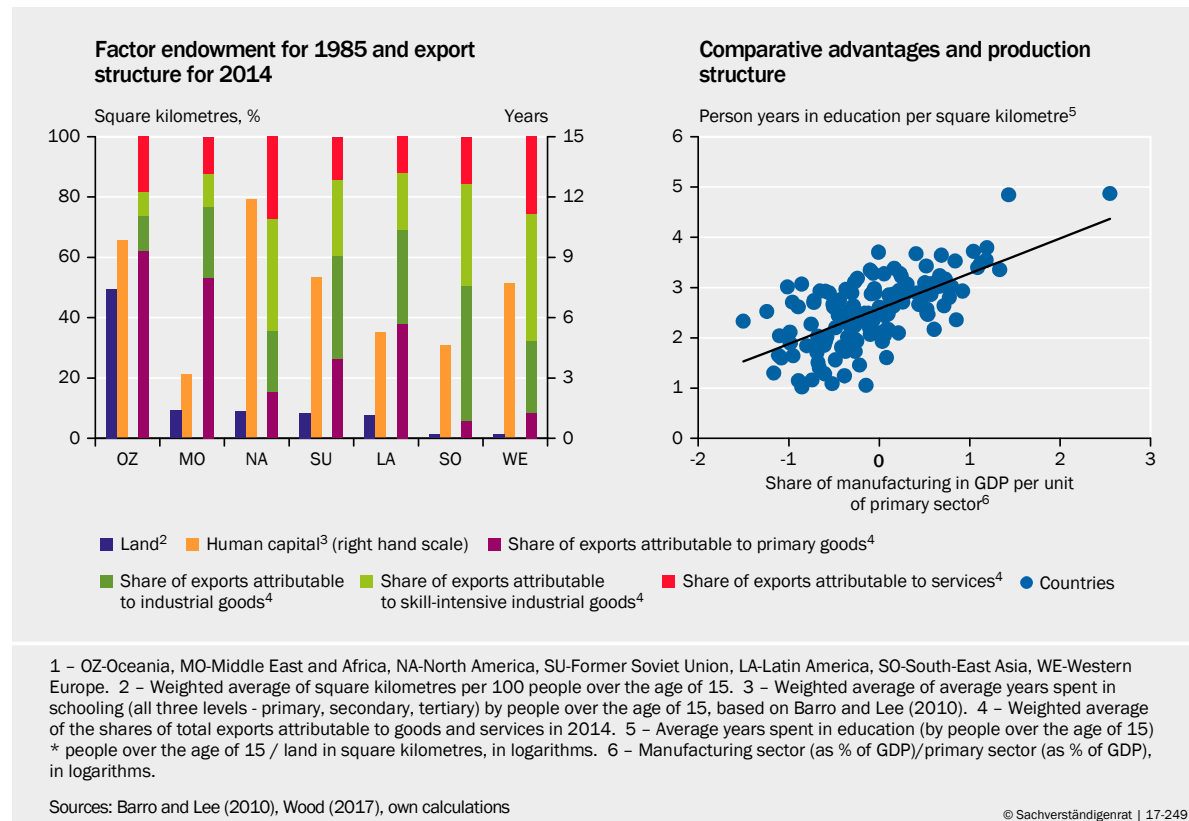 Factor endowment for 1985 and export
structure for 2014
Square kilometres, %
Years
100
80
60
40
20
0
15
12
9
6
3
0
OZ MO NA SU LA SO WE
Comparative advantages and production
structure
Person years in education per square kilometre5
6
5
4
3
2
1
0
-2 -1 0 1 2 3
Share of manufacturing in GDP per unit
of primary sector6
Land2 Human capital3 (right hand scale) Share of exports attributable to primary goods4
Share of exports attributable
to industrial goods4
Share of exports attributable
to skill-intensive industrial goods4
Share of exports attributable to services4
Countries
1 – OZ-Oceania, MO-Middle East and Africa, NA-North America, SU-Former Soviet Union, LA-Latin America, SO-South-East Asia, WE-Western
Europe. 2 – Weighted average of square kilometres per 100 people over the age of 15. 3 – Weighted average of average years spent in
schooling (all three levels - primary, secondary, tertiary) by people over the age of 15, based on Barro and Lee (2010). 4 – Weighted average
of the shares of total exports attributable to goods and services in 2014. 5 – Average years spent in education (by people over the age of 15)
* people over the age of 15 / land in square kilometres, in logarithms. 6 – Manufacturing sector (as % of GDP)/primary sector (as % of GDP),
in logarithms.
Sources: Barro and Lee (2010), Wood (2017), own calculations
© Sachverständigenrat | 17-249